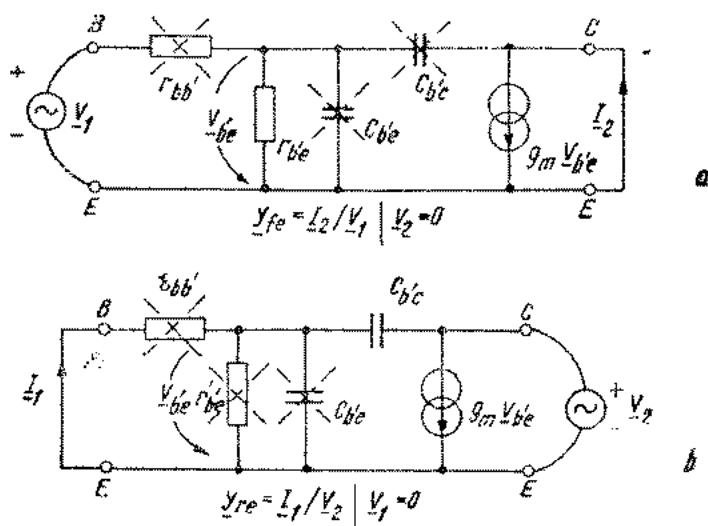 B
C
r_bb'
C_b'c
+
-
V_1
V_b'e
r_b'e
C_b'e
g_m V_b'e
I_2
-
E
E
a
y_fe = I_2/V_1 | V_2=0
r_bb'
C_b'c
B
C
I_1
V_b'e
r_b'e
C_b'e
g_m V_b'e
+
-
V_2
E
E
b
y_re = I_1/V_2 | V_1=0